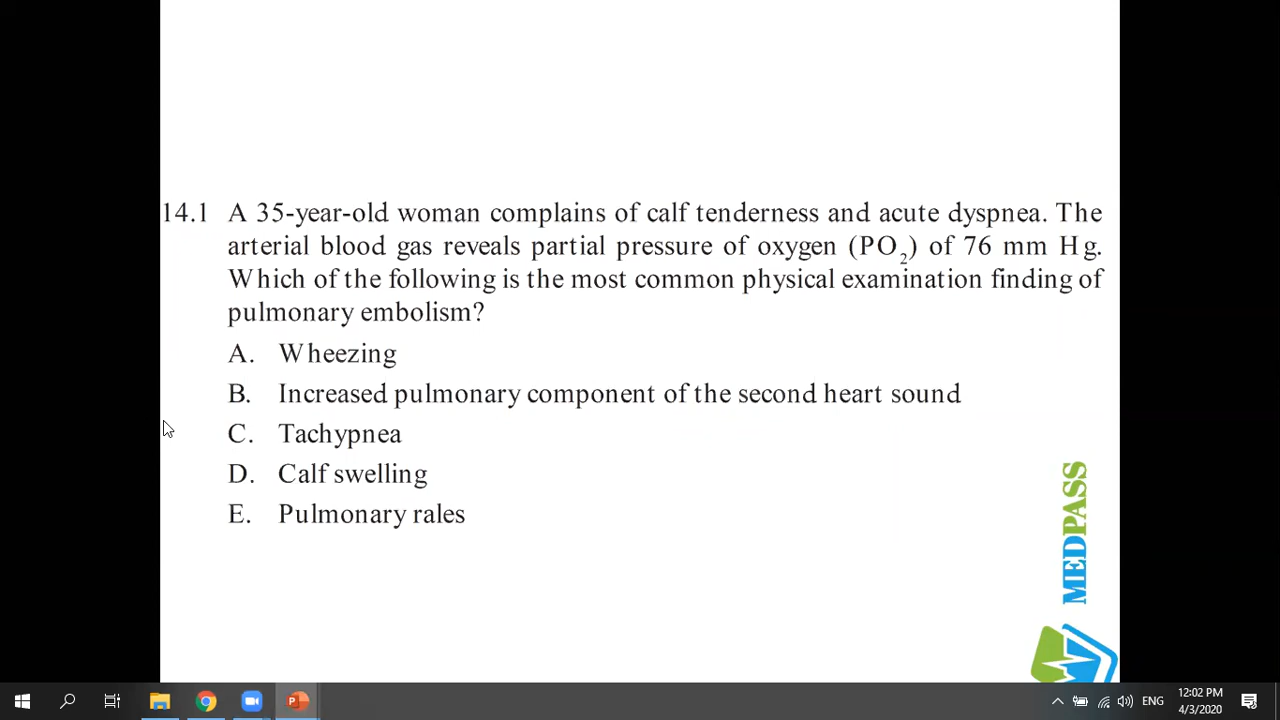 14.1 A 35-year-old woman complains of calf tenderness and acute dyspnea. The
arterial blood gas reveals partial pressure of oxygen (PO₂) of 76 mm Hg.
Which of the following is the most common physical examination finding of
pulmonary embolism?
A. Wheezing
B. Increased pulmonary component of the second heart sound
C. Tachypnea
D. Calf swelling
E. Pulmonary rales
MEDPASS
ENG
12:02 PM
4/3/2020